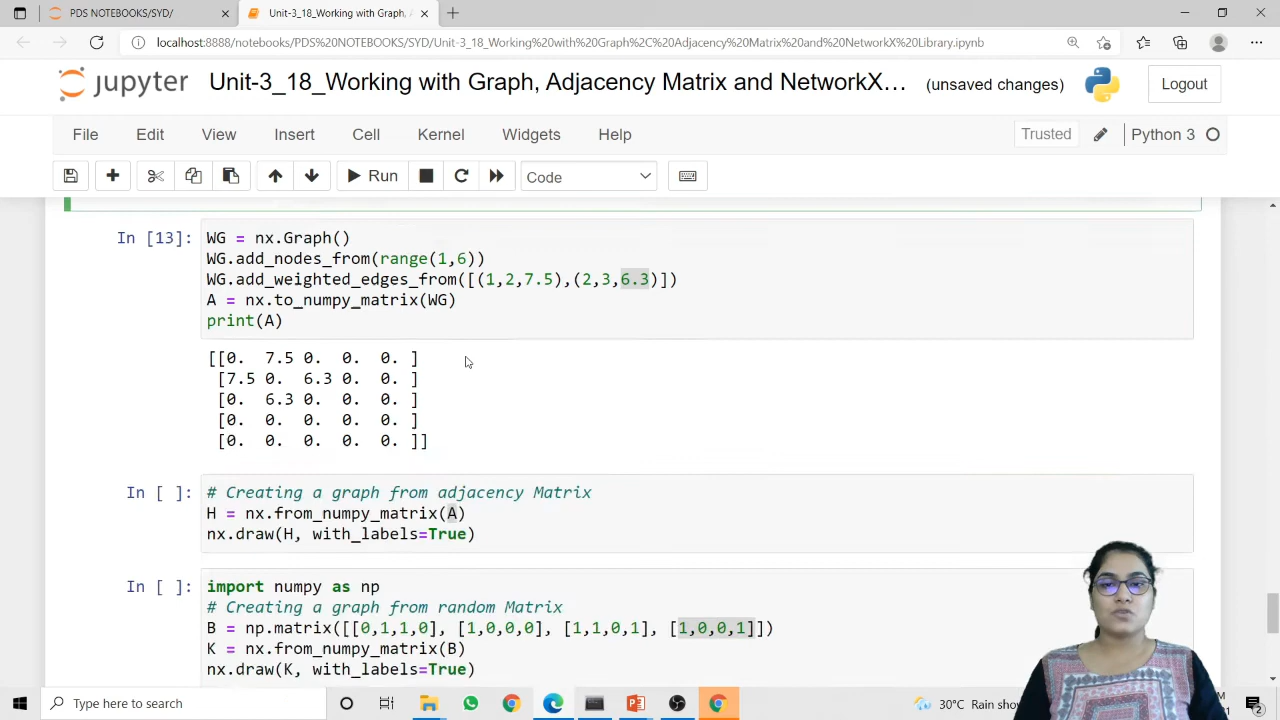 PDS NOTEBOOKS/SYD/
Unit-3_18_Working with Graph,
localhost:8888/notebooks/PDS%20NOTEBOOKS/SYD/Unit-3_18_Working%20with%20Graph%2C%20Adjacency%20Matrix%20and%20NetworkX%20Library.ipynb
jupyter Unit-3_18_Working with Graph, Adjacency Matrix and NetworkX... (unsaved changes) Logout
File Edit View Insert Cell Kernel Widgets Help Trusted Python 3
Run Code
In [13]: WG = nx.Graph()
WG.add_nodes_from(range(1,6))
WG.add_weighted_edges_from([(1,2,7.5),(2,3,6.3)])
A = nx.to_numpy_matrix(WG)
print(A)
[[0. 7.5 0. 0. 0. ]
[7.5 0. 6.3 0. 0. ]
[0. 6.3 0. 0. 0. ]
[0. 0. 0. 0. 0. ]
[0. 0. 0. 0. 0. ]]
In [ ]: # Creating a graph from adjacency Matrix
H = nx.from_numpy_matrix(A)
nx.draw(H, with_labels=True)
In [ ]: import numpy as np
# Creating a graph from random Matrix
B = np.matrix([[0,1,1,0], [1,0,0,0], [1,1,0,1], [1,0,0,1]])
K = nx.from_numpy_matrix(B)
nx.draw(K, with_labels=True)
Type here to search
30°C Rain
2